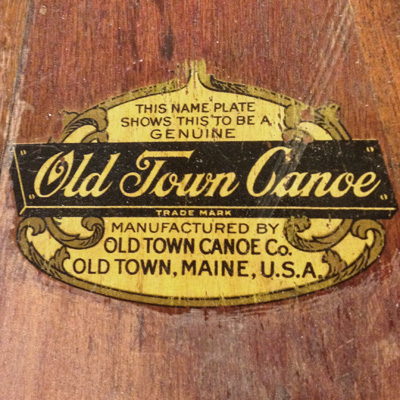 THIS NAME PLATE
SHOWS THIS TO BE A
GENUINE
Old Town Canoe
TRADE MARK
MANUFACTURED BY
OLD TOWN CANOE Co.
OLD TOWN, MAINE, U.S.A.